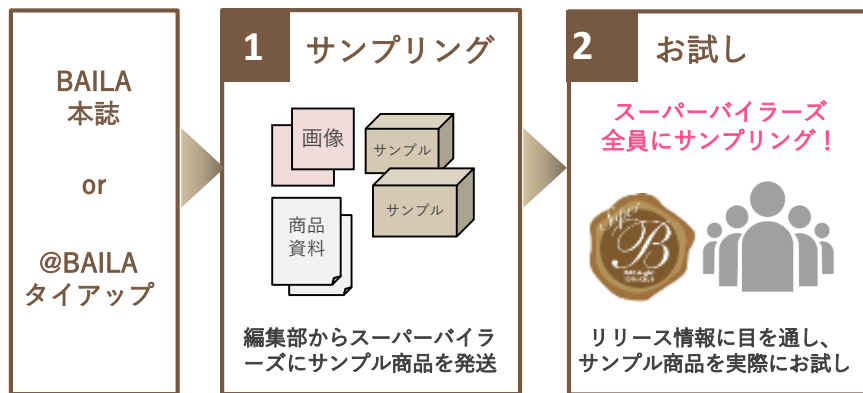 BAILA
本誌
or
@BAILA
タイアップ
1
サンプリング
画像
サンプル
サンプル
商品
資料
編集部からスーパーバイラ
ーズにサンプル商品を発送
2
お試し
スーパーバイラーズ
全員にサンプリング！
Super
B
リリース情報に目を通し、
サンプル商品を実際にお試し